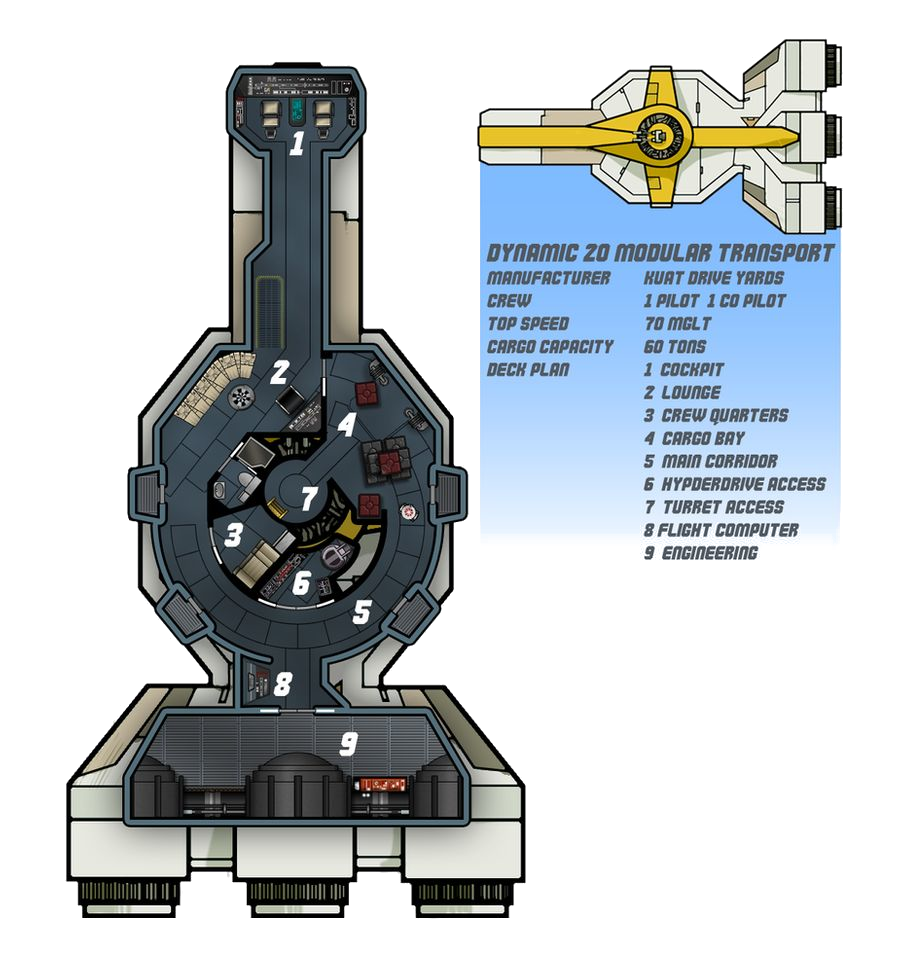 DYNAMIC 20 MODULAR TRANSPORT
MANUFACTURER KUAT DRIVE YARDS
CREW 1 PILOT 1 CO PILOT
TOP SPEED 70 MGLT
CARGO CAPACITY 60 TONS
DECK PLAN 1 COCKPIT
2 LOUNGE
3 CREW QUARTERS
4 CARGO BAY
5 MAIN CORRIDOR
6 HYPDERDRIVE ACCESS
7 TURRET ACCESS
8 FLIGHT COMPUTER
9 ENGINEERING
1
2
4
7
3
6
5
8
9